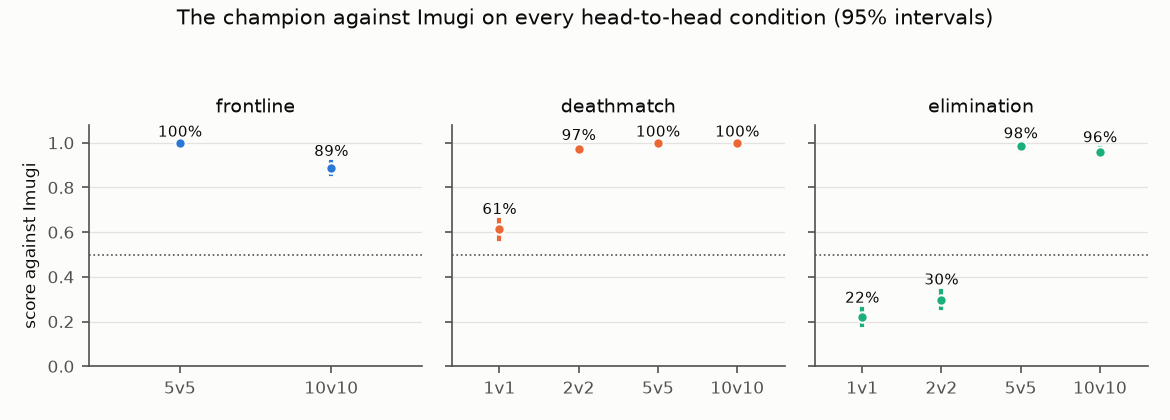 The champion against Imugi on every head-to-head condition (95% intervals)
frontline
deathmatch
elimination
score against Imugi
1.0
0.8
0.6
0.4
0.2
0.0
100%
89%
5v5
10v10
61%
97%
100%
100%
1v1
2v2
5v5
10v10
22%
30%
98%
96%
1v1
2v2
5v5
10v10